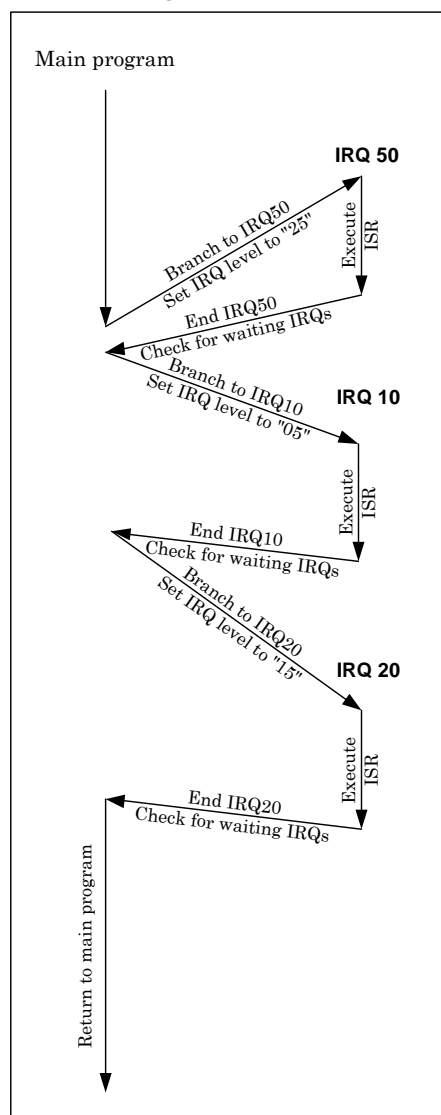 Main program
IRQ 50
Branch to IRQ50
Set IRQ level to "25"
Execute
ISR
End IRQ50
Check for waiting IRQs
Branch to IRQ10
Set IRQ level to "05"
IRQ 10
Execute
ISR
End IRQ10
Check for waiting IRQs
Branch to IRQ20
Set IRQ level to "15"
IRQ 20
Execute
ISR
End IRQ20
Check for waiting IRQs
Return to main program